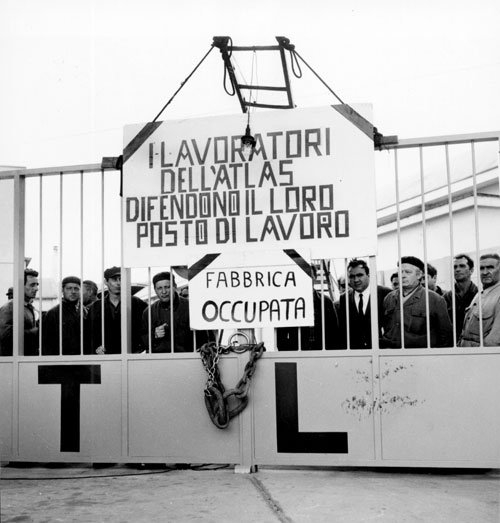 I LAVORATORI
DELL'ATLAS
DIFENDONO IL LORO
POSTO DI LAVORO
FABBRICA
OCCUPATA
T L